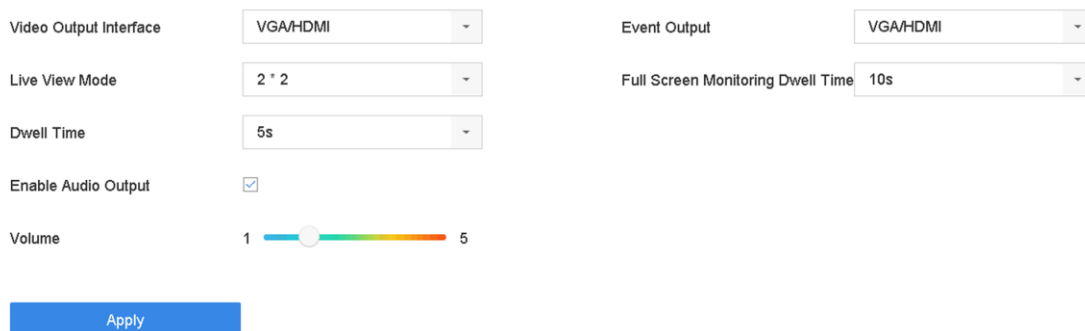 Video Output Interface VGA/HDMI Event Output VGA/HDMI
Live View Mode 2 * 2 Full Screen Monitoring Dwell Time 10s
Dwell Time 5s
Enable Audio Output
Volume 1 5
Apply